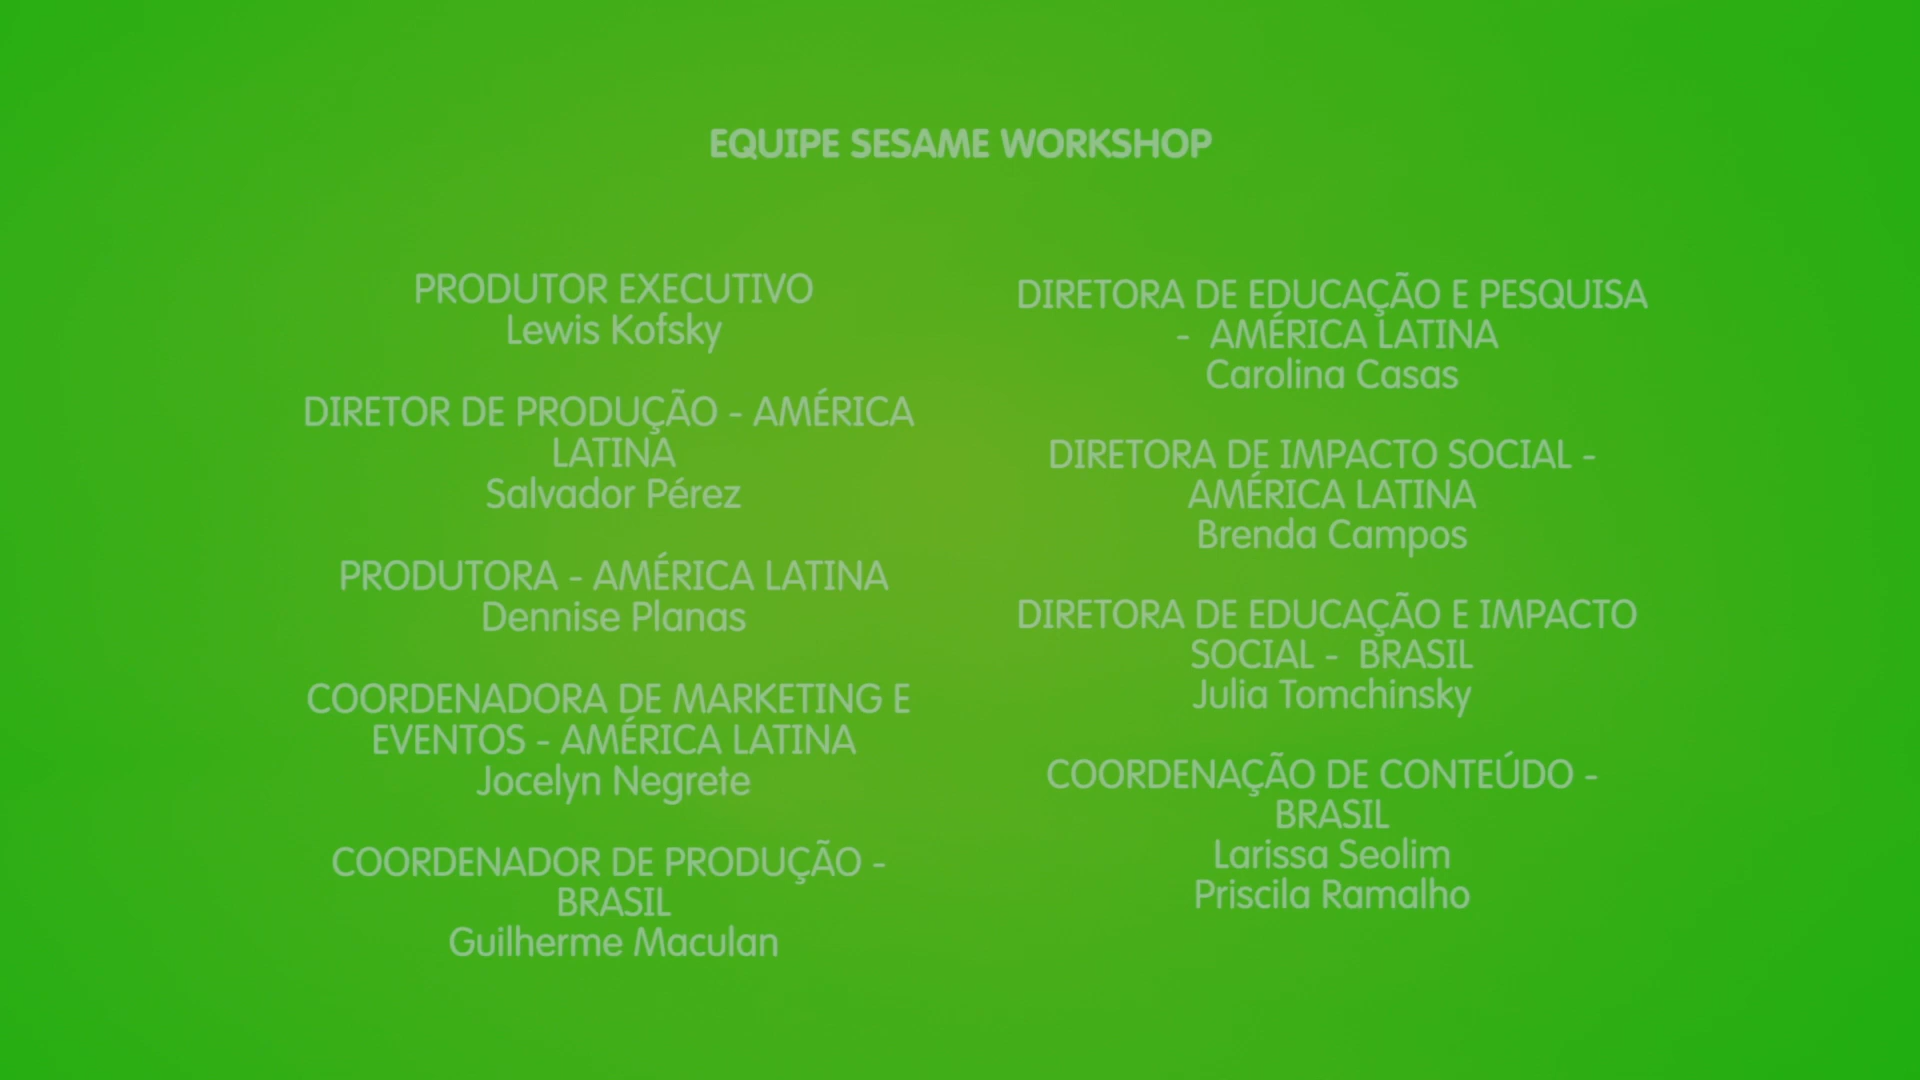 EQUIPE SESAME WORKSHOP
PRODUTOR EXECUTIVO
Lewis Kofsky
DIRETOR DE PRODUÇÃO - AMÉRICA
LATINA
Salvador Pérez
PRODUTORA - AMÉRICA LATINA
Dennise Planas
COORDENADORA DE MARKETING E
EVENTOS - AMÉRICA LATINA
Jocelyn Negrete
COORDENADOR DE PRODUÇÃO -
BRASIL
Guilherme Maculan
DIRETORA DE EDUCAÇÃO E PESQUISA
- AMÉRICA LATINA
Carolina Casas
DIRETORA DE IMPACTO SOCIAL -
AMÉRICA LATINA
Brenda Campos
DIRETORA DE EDUCAÇÃO E IMPACTO
SOCIAL - BRASIL
Julia Tomchinsky
COORDENAÇÃO DE CONTEÚDO -
BRASIL
Larissa Seolim
Priscila Ramalho